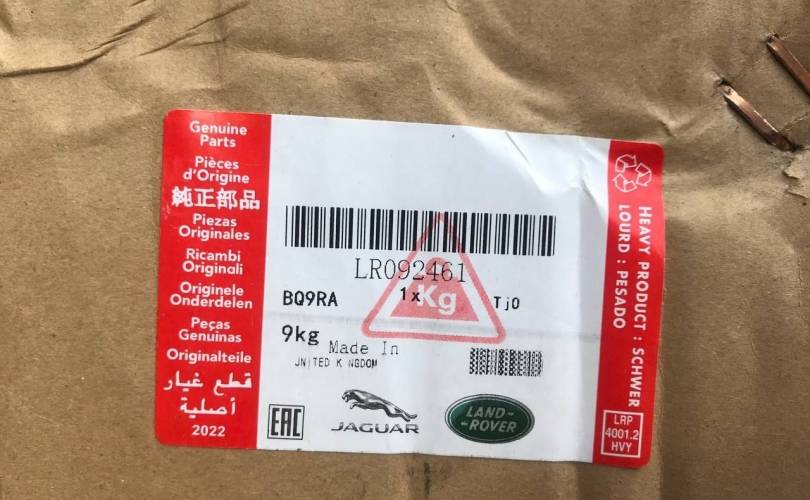 Genuine
Parts
Pièces
d'Origine
純正部品
Piezas
Originales
Ricambi
Originali
Originele
Onderdelen
Peças
Genuinas
Originalteile
قطع غيار
أصلية
2022
LR092461
BQ9RA
1x
Kg
Tj0
9kg
Made In
UNITED KINGDOM
EAC
JAGUAR
LAND-
-ROVER
HEAVY PRODUCT : SCHWER
LOURD : PESADO
LRP
4001.2
HVY